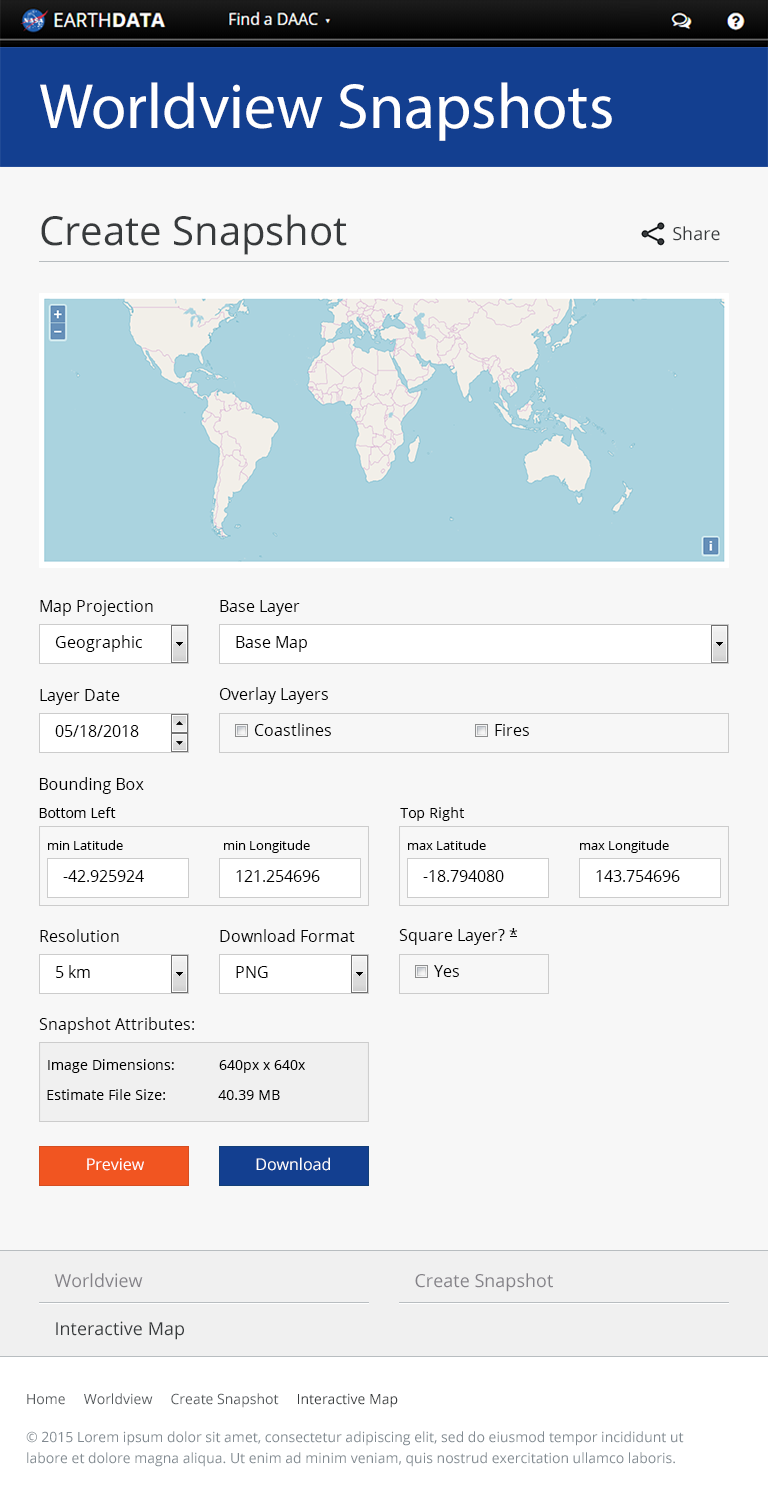 NASA EARTHDATA Find a DAAC ▾ ?
Worldview Snapshots
Create Snapshot Share
+
−
i
Map Projection Base Layer
Geographic Base Map
Layer Date Overlay Layers
05/18/2018 Coastlines Fires
Bounding Box
Bottom Left Top Right
min Latitude min Longitude max Latitude max Longitude
-42.925924 121.254696 -18.794080 143.754696
Resolution Download Format Square Layer? *
5 km PNG Yes
Snapshot Attributes:
Image Dimensions: 640px x 640x
Estimate File Size: 40.39 MB
Preview Download
Worldview Create Snapshot
Interactive Map
Home Worldview Create Snapshot Interactive Map
© 2015 Lorem ipsum dolor sit amet, consectetur adipiscing elit, sed do eiusmod tempor incididunt ut
labore et dolore magna aliqua. Ut enim ad minim veniam, quis nostrud exercitation ullamco laboris.